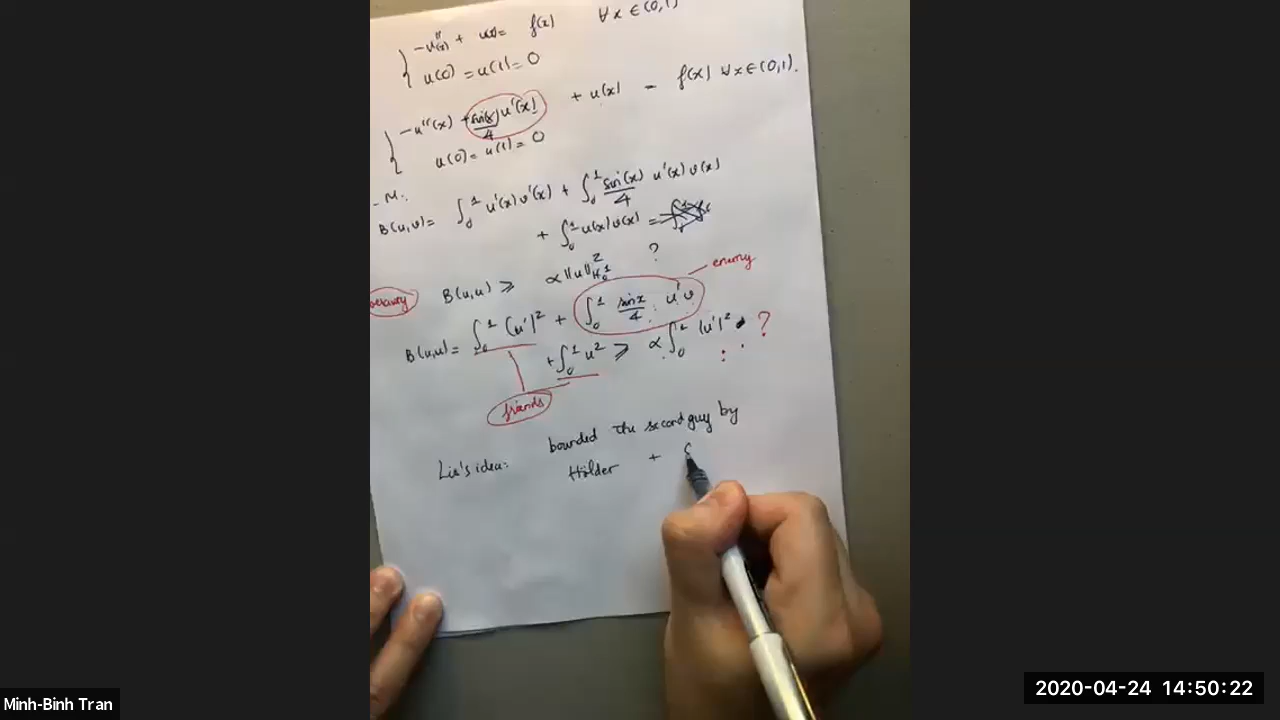 −u''(x) + u(x) = f(x) ∀x∈(0,1)
u(0) = u(1) = 0
−u''(x) + sin(x)/4 u'(x) + u(x) = f(x) ∀x∈(0,1).
u(0) = u(1) = 0
B(u,v) = ∫₀¹ u'(x)v'(x) + ∫₀¹ sin(x)/4 u'(x)v(x)
+ ∫₀¹ u(x)v(x) =
B(u,u) ≥ α||u||²_{H₀¹} ?
enemy
B(u,u) = ∫₀¹ |u'|² + ∫₀¹ sinx/4 u'v
+ ∫₀¹ u² ≥ α∫₀¹ |u'|² ?
friends
bounded the second guy by
idea: Hölder +
Minh-Binh Tran
2020-04-24 14:50:22